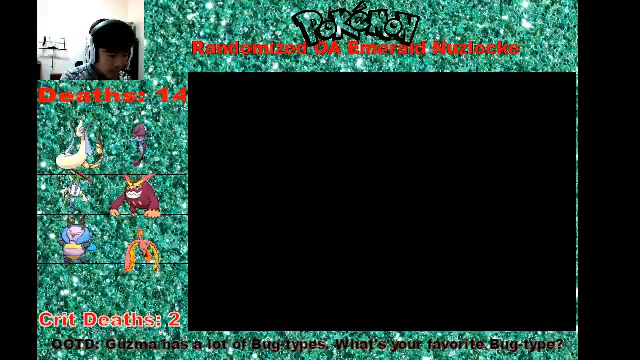 POKéMON
Randomized OA Emerald Nuzlocke
Deaths: 14
Crit Deaths: 2
QOTD: Guzma has a lot of Bug-types. What's your favorite Bug-type?